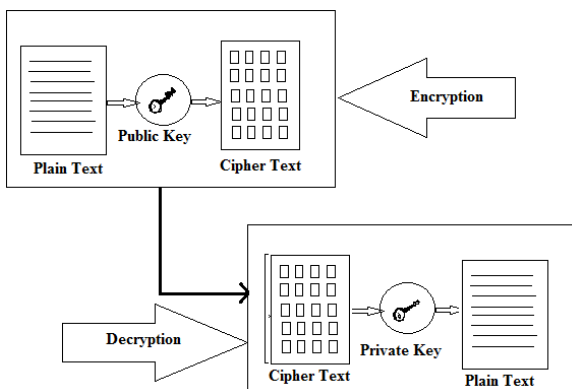 Encryption
Public Key
Plain Text
Cipher Text
Decryption
Private Key
Cipher Text
Plain Text